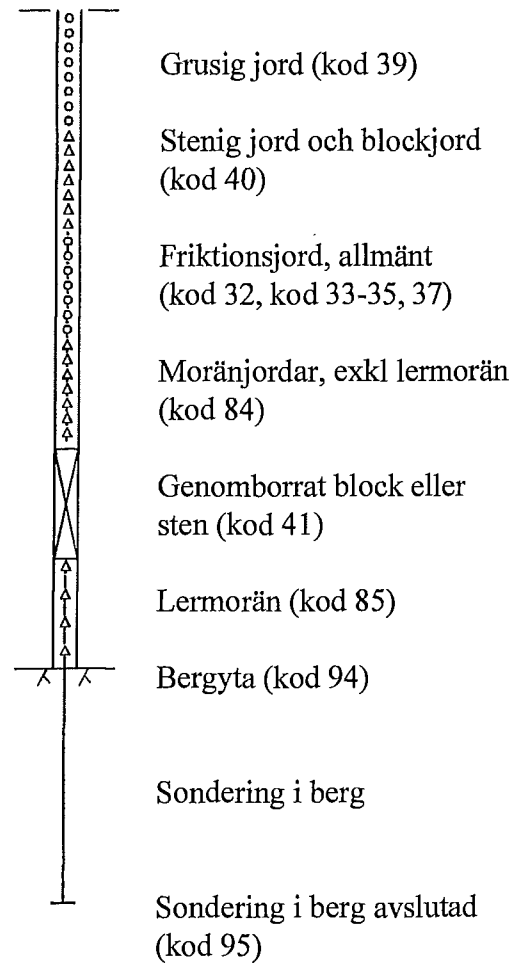 Grusig jord (kod 39)
Stenig jord och blockjord
(kod 40)
Friktionsjord, allmänt
(kod 32, kod 33-35, 37)
Moränjordar, exkl lermorän
(kod 84)
Genomborrat block eller
sten (kod 41)
Lermorän (kod 85)
Bergyta (kod 94)
Sondering i berg
Sondering i berg avslutad
(kod 95)